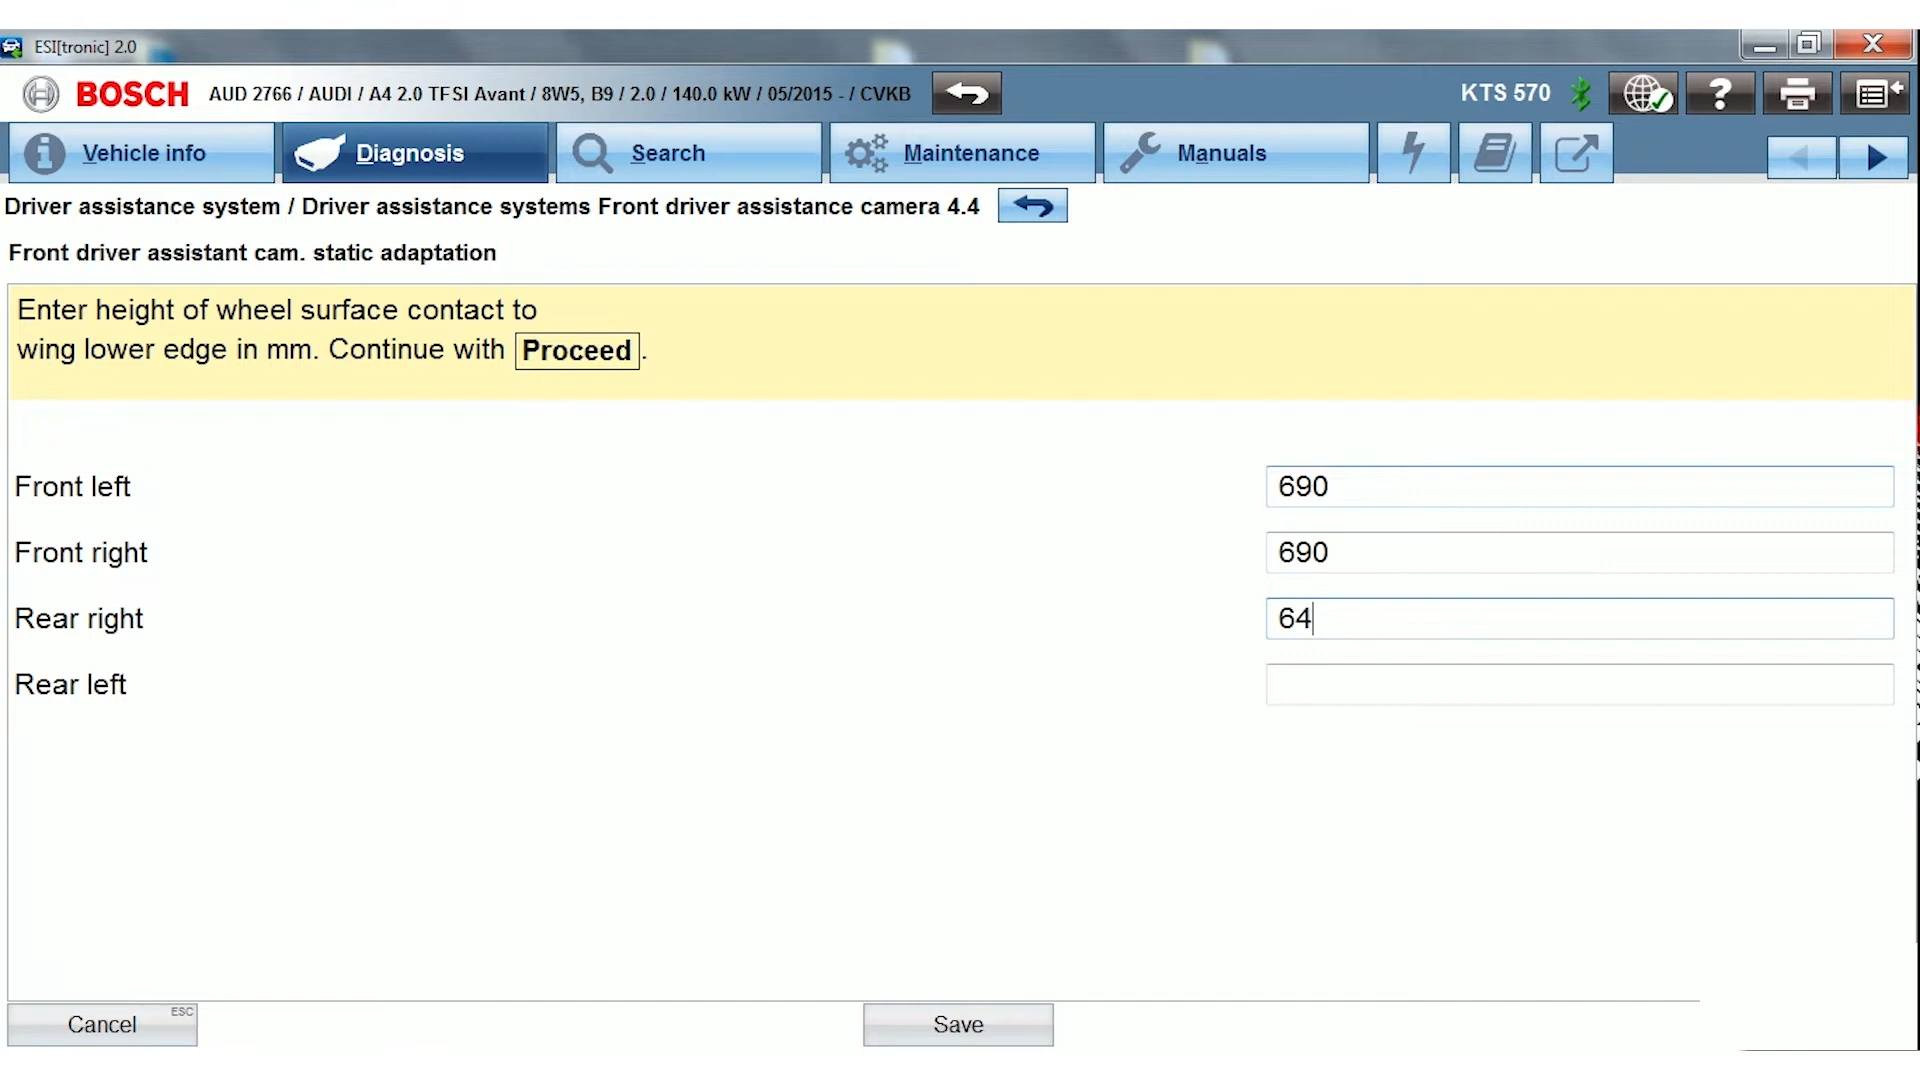 ESI[tronic] 2.0
BOSCH AUD 2766 / AUDI / A4 2.0 TFSI Avant / 8W5, B9 / 2.0 / 140.0 kW / 05/2015 - / CVKB KTS 570 ?
Vehicle info Diagnosis Search Maintenance Manuals
Driver assistance system / Driver assistance systems Front driver assistance camera 4.4
Front driver assistant cam. static adaptation
Enter height of wheel surface contact to
wing lower edge in mm. Continue with Proceed.
Front left 690
Front right 690
Rear right 64
Rear left
Cancel ESC Save